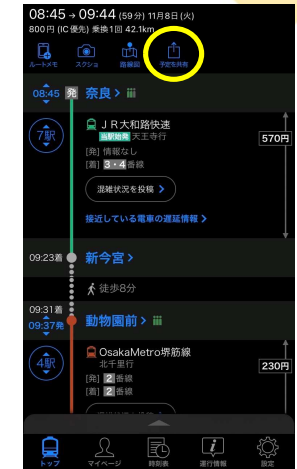 08:45 → 09:44 (59分) 11月8日(火)
800円 (IC優先) 乗換1回 42.1km
ルートメモ スクショ 路線図 予定を共有
08:45 発 奈良
7駅 ＪＲ大和路快速
当駅始発 天王寺行
570円
[発] 情報なし
[着] 3・4番線
混雑状況を投稿
接近している電車の遅延情報
09:23着 新今宮
徒歩8分
09:31着
09:37発 動物園前
4駅 OsakaMetro堺筋線
北千里行
230円
[発] 2番線
[着] 2番線
トップ マイページ 時刻表 運行情報 設定